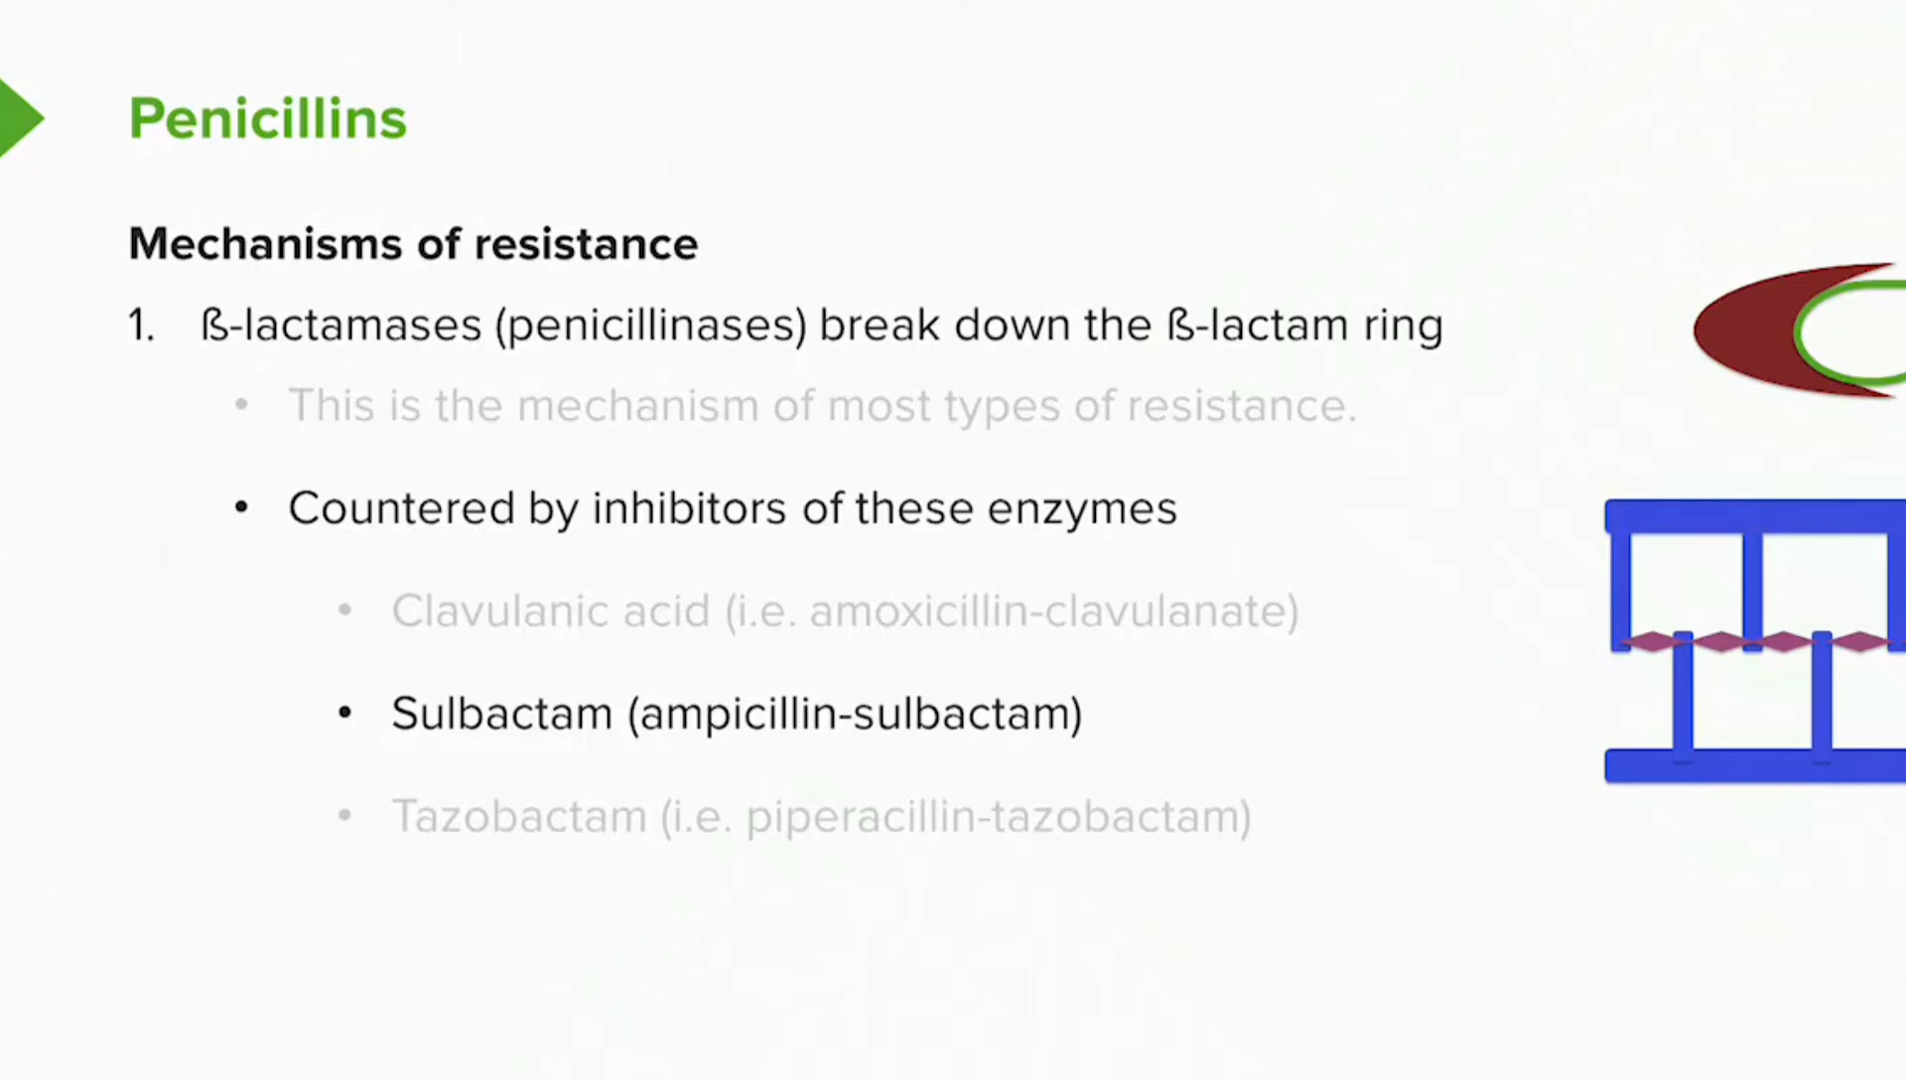 Penicillins
Mechanisms of resistance
1. ß-lactamases (penicillinases) break down the ß-lactam ring
• This is the mechanism of most types of resistance.
• Countered by inhibitors of these enzymes
• Clavulanic acid (i.e. amoxicillin-clavulanate)
• Sulbactam (ampicillin-sulbactam)
• Tazobactam (i.e. piperacillin-tazobactam)